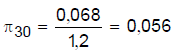 π30 = 0,068 / 1,2 = 0,056